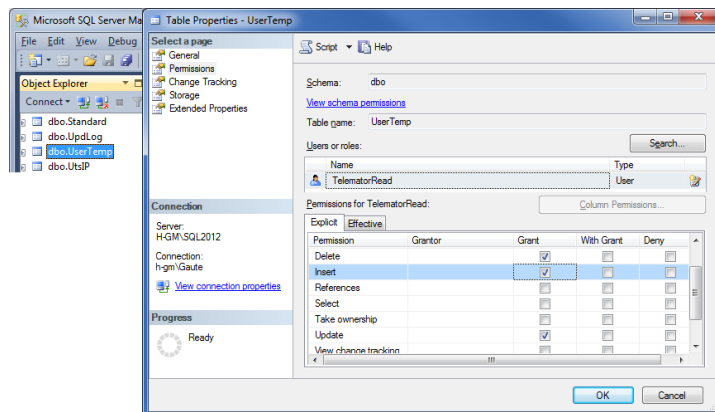 Microsoft SQL Server Ma
File Edit View Debug
Object Explorer
Connect
dbo.Standard
dbo.UpdLog
dbo.UserTemp
dbo.UtsIP
Table Properties - UserTemp
Select a page
General
Permissions
Change Tracking
Storage
Extended Properties
Connection
Server:
H-GM\SQL2012
Connection:
h-gm\Gaute
View connection properties
Progress
Ready
Script Help
Schema: dbo
View schema permissions
Table name: UserTemp
Users or roles: Search...
Name Type
TelematorRead User
Permissions for TelematorRead: Column Permissions...
Explicit Effective
Permission Grantor Grant With Grant Deny
Delete
Insert
References
Select
Take ownership
Update
View change tracking
OK Cancel